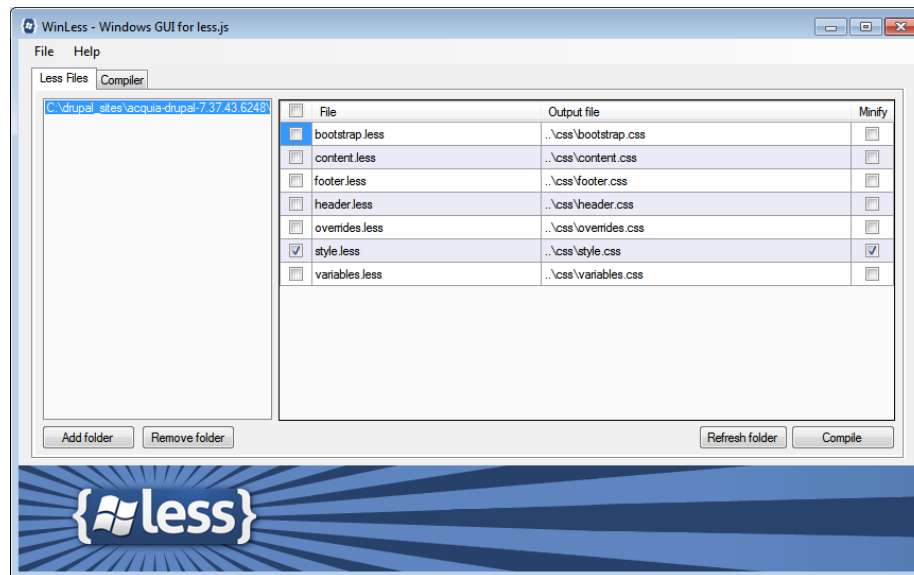 WinLess - Windows GUI for less.js
File Help
Less Files Compiler
C:\drupal_sites\acquia-drupal-7.37.43.6248\
File Output file Minify
bootstrap.less ..\css\bootstrap.css
content.less ..\css\content.css
footer.less ..\css\footer.css
header.less ..\css\header.css
overrides.less ..\css\overrides.css
style.less ..\css\style.css
variables.less ..\css\variables.css
Add folder Remove folder Refresh folder Compile
{less}